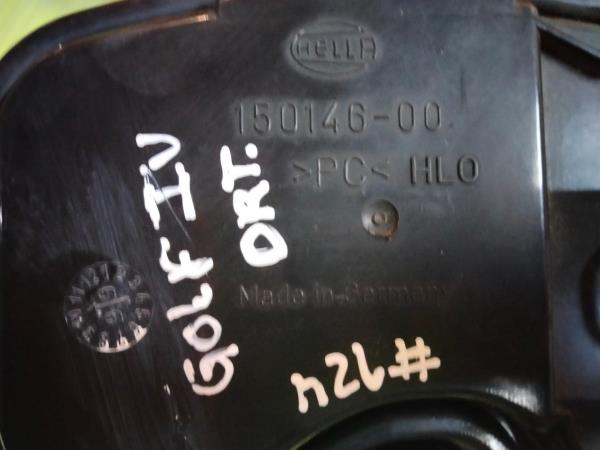 HELLA
150146-00
>PC< HLO
Made in Germany
GOLF IV
ORT.
#124